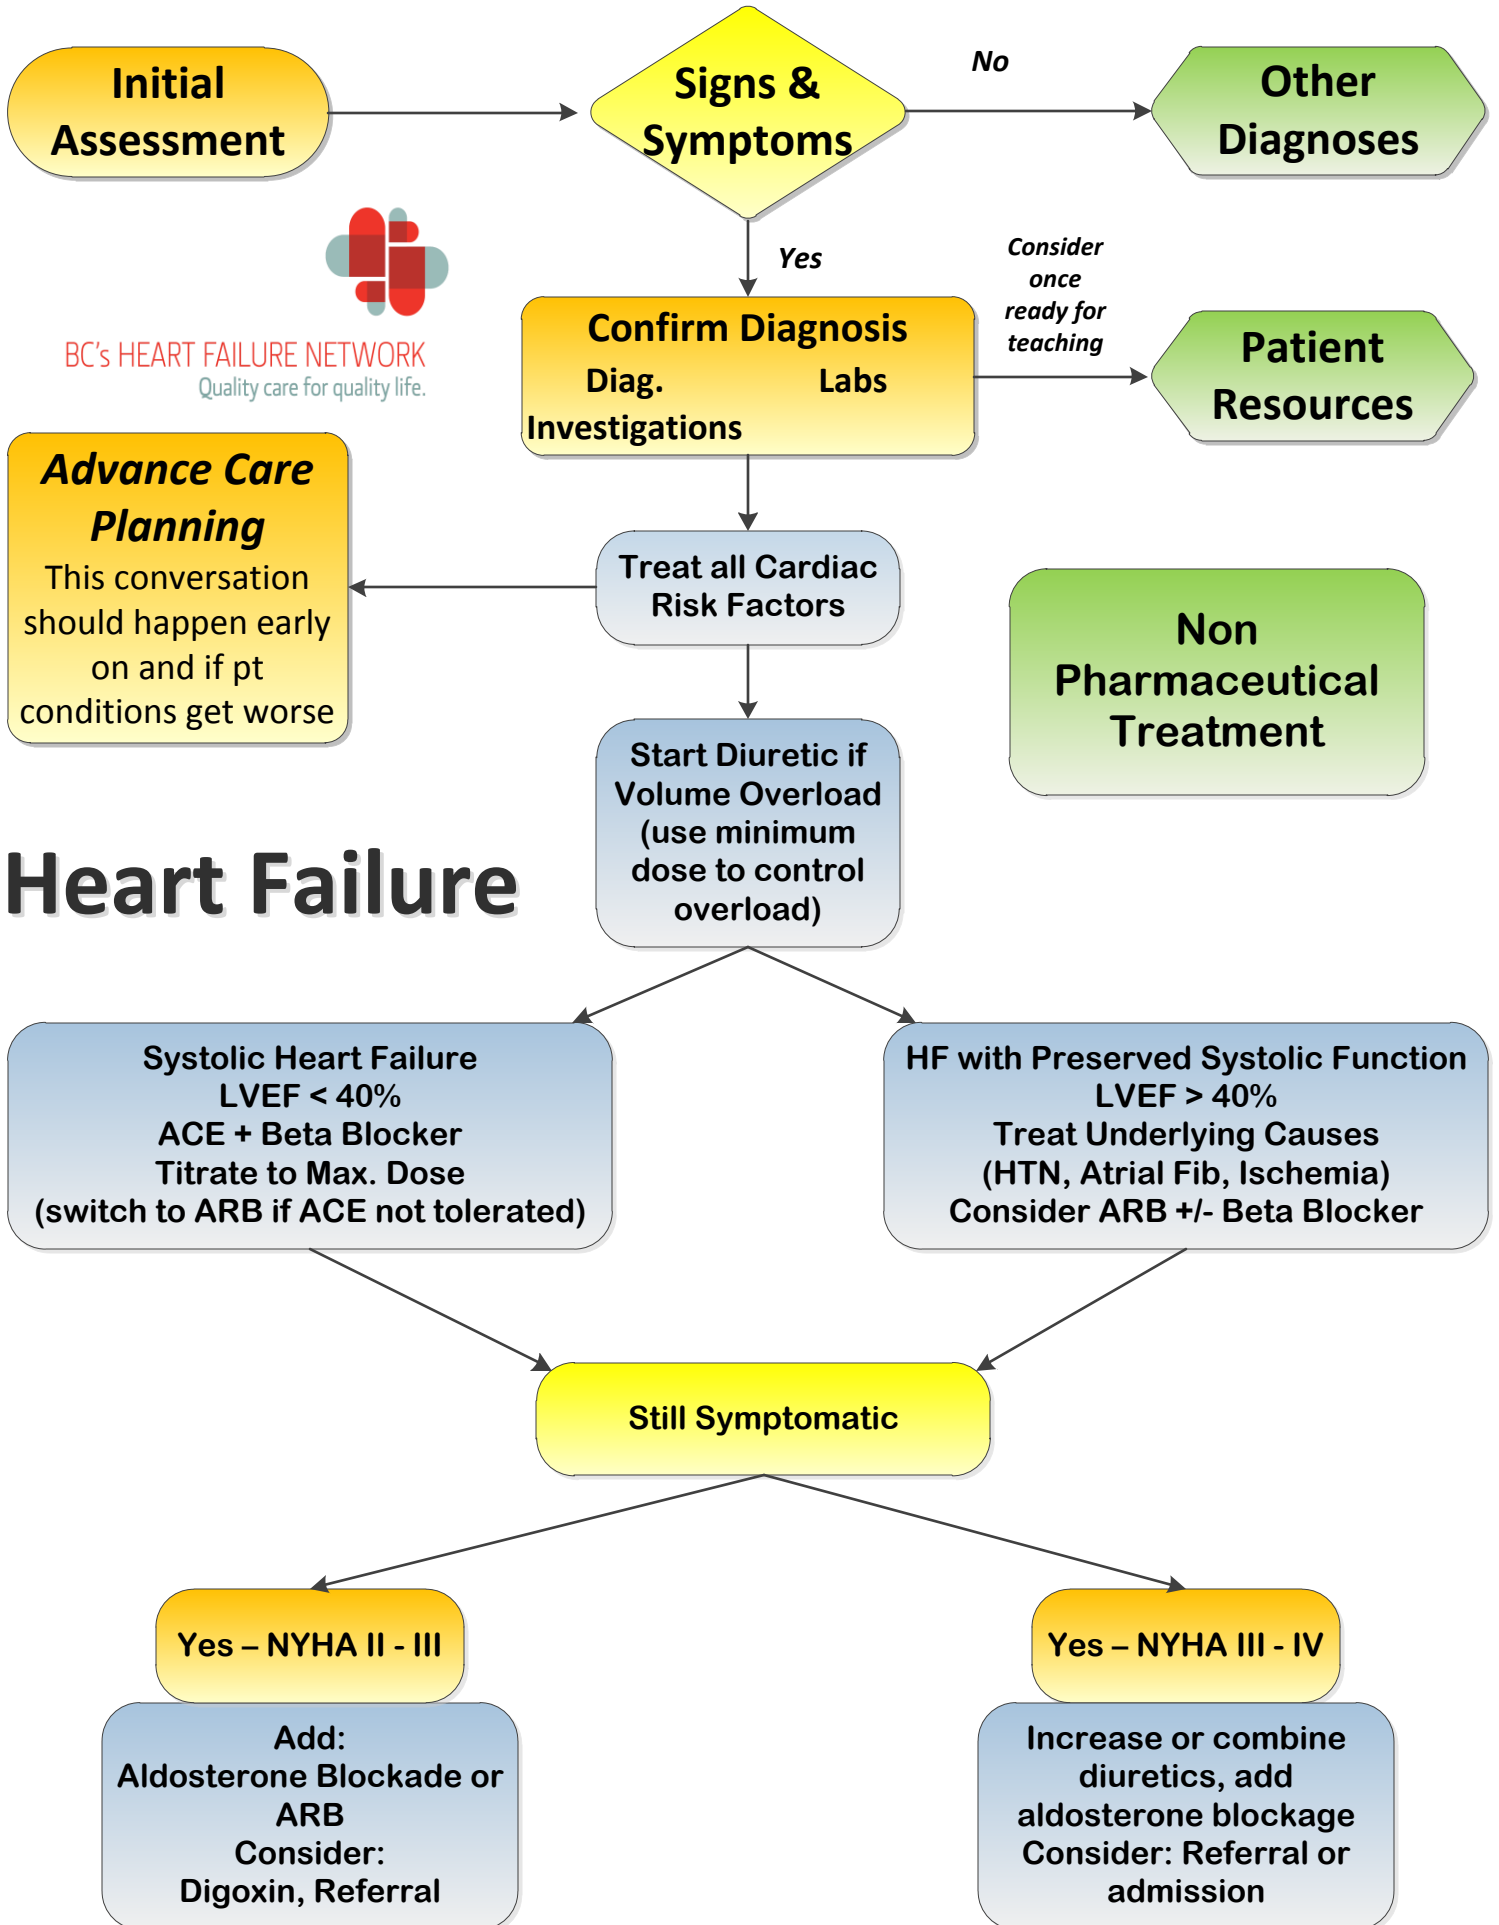 Initial
Assessment
Signs &
Symptoms
No
Other
Diagnoses
Yes
BC's HEART FAILURE NETWORK
Quality care for quality life.
Confirm Diagnosis
Diag. Labs
Investigations
Consider
once
ready for
teaching
Patient
Resources
Advance Care
Planning
This conversation
should happen early
on and if pt
conditions get worse
Treat all Cardiac
Risk Factors
Non
Pharmaceutical
Treatment
Start Diuretic if
Volume Overload
(use minimum
dose to control
overload)
Heart Failure
Systolic Heart Failure
LVEF < 40%
ACE + Beta Blocker
Titrate to Max. Dose
(switch to ARB if ACE not tolerated)
HF with Preserved Systolic Function
LVEF > 40%
Treat Underlying Causes
(HTN, Atrial Fib, Ischemia)
Consider ARB +/- Beta Blocker
Still Symptomatic
Yes – NYHA II - III
Add:
Aldosterone Blockade or
ARB
Consider:
Digoxin, Referral
Yes – NYHA III - IV
Increase or combine
diuretics, add
aldosterone blockage
Consider: Referral or
admission